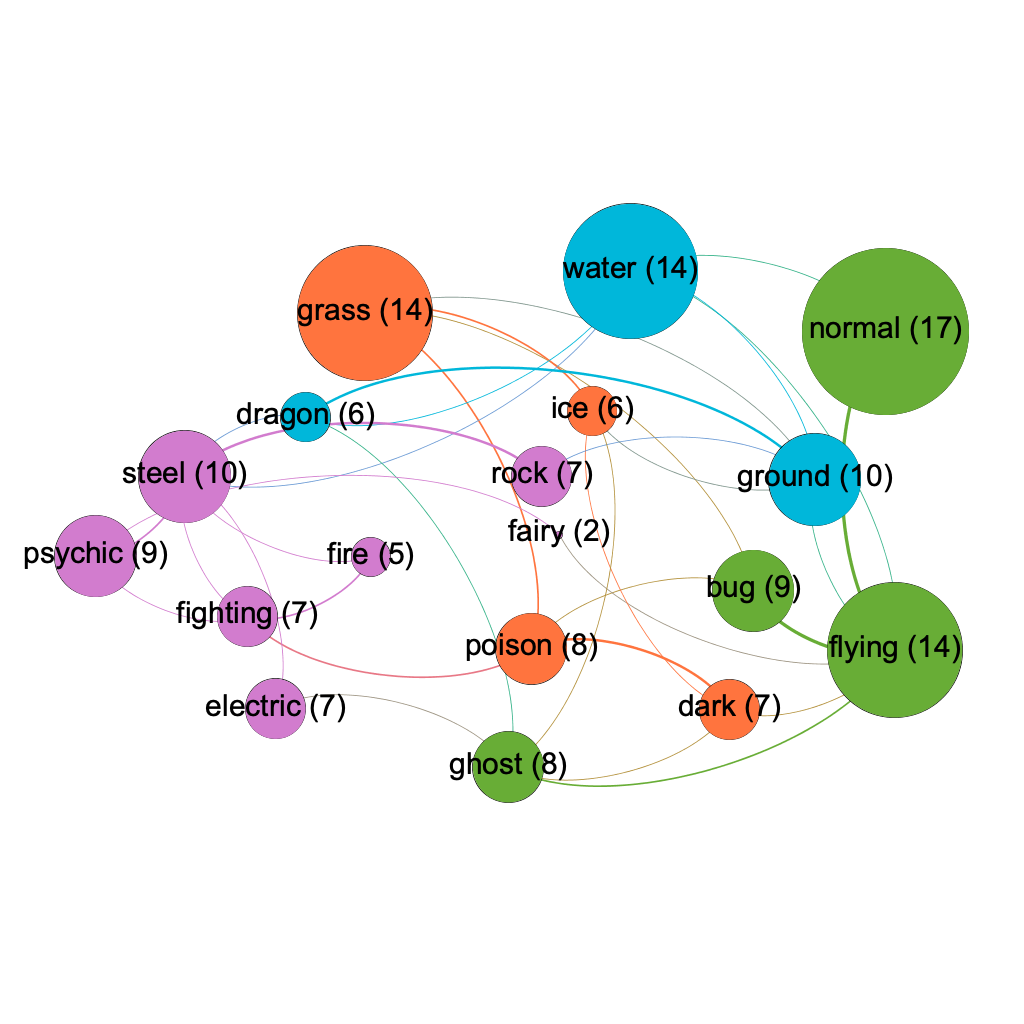 water (14)
grass (14)
normal (17)
dragon (6)
ice (6)
steel (10)
rock (7)
ground (10)
fairy (2)
psychic (9)
fire (5)
bug (9)
fighting (7)
poison (8)
flying (14)
electric (7)
dark (7)
ghost (8)